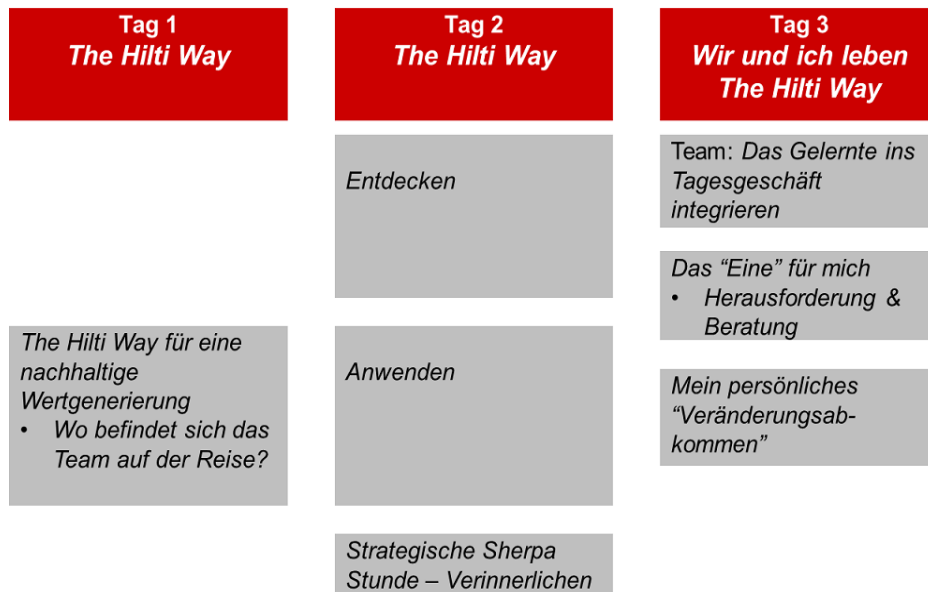 Tag 1
The Hilti Way
The Hilti Way für eine
nachhaltige
Wertgenerierung
• Wo befindet sich das
Team auf der Reise?
Tag 2
The Hilti Way
Entdecken
Anwenden
Strategische Sherpa
Stunde – Verinnerlichen
Tag 3
Wir und ich leben
The Hilti Way
Team: Das Gelernte ins
Tagesgeschäft
integrieren
Das “Eine” für mich
• Herausforderung &
Beratung
Mein persönliches
“Veränderungsab-
kommen”